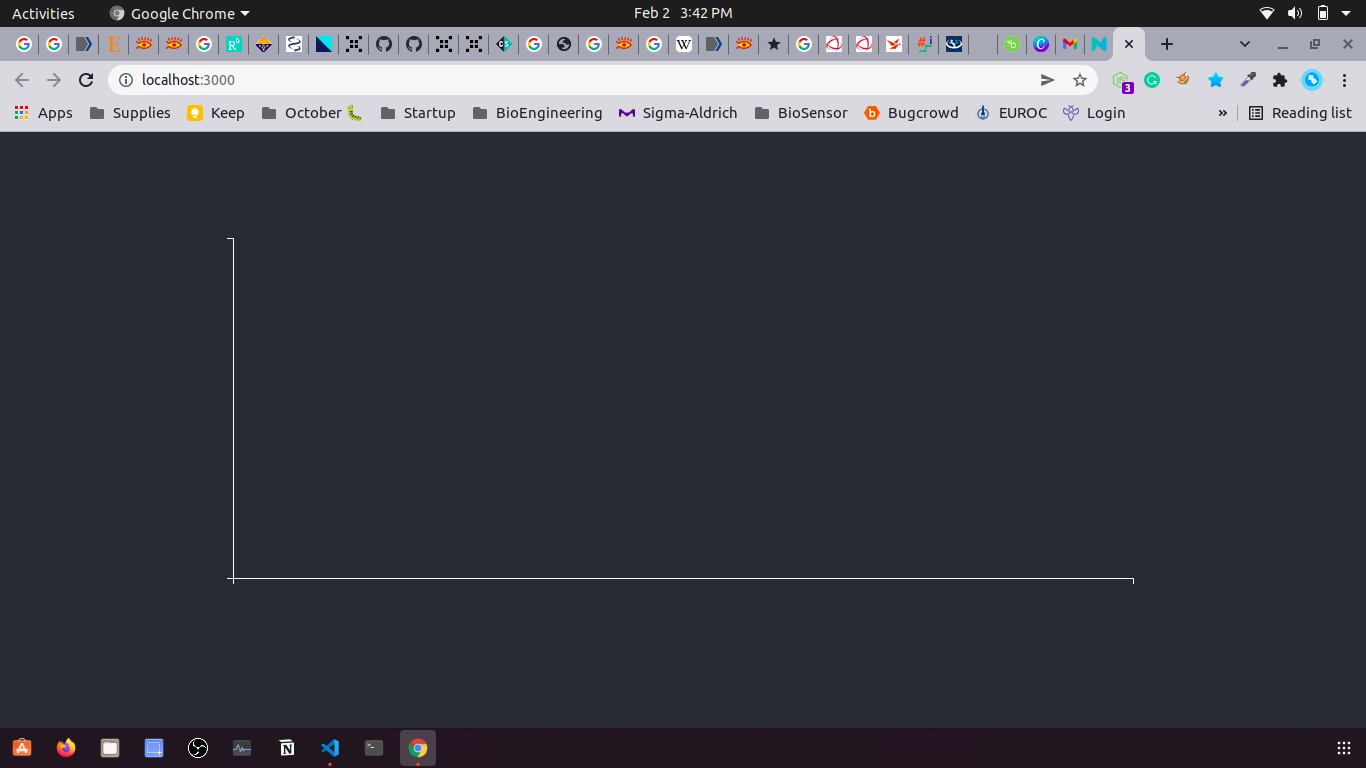 Activities Google Chrome Feb 2 3:42 PM
localhost:3000 3
Apps Supplies Keep October Startup BioEngineering Sigma-Aldrich BioSensor Bugcrowd EUROC Login » Reading list